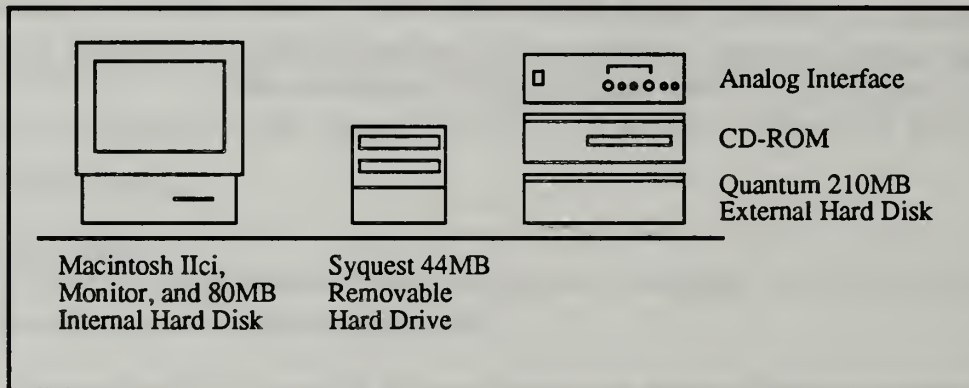 Analog Interface
CD-ROM
Quantum 210MB
External Hard Disk
Macintosh IIci,
Monitor, and 80MB
Internal Hard Disk
Syquest 44MB
Removable
Hard Drive